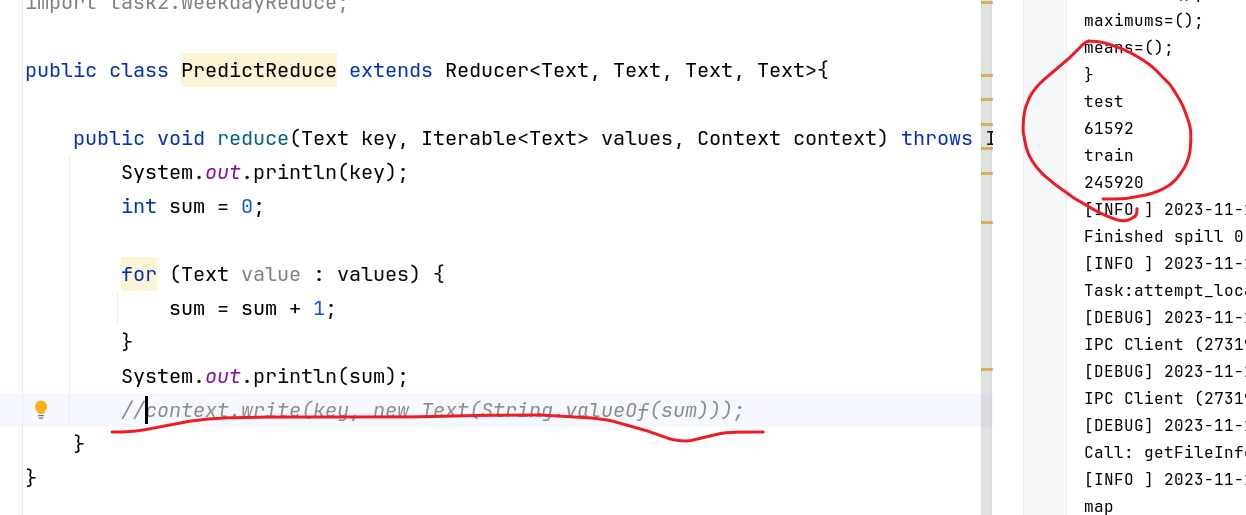 import task2.WeekdayReduce;
public class PredictReduce extends Reducer<Text, Text, Text, Text>{
public void reduce(Text key, Iterable<Text> values, Context context) throws I
System.out.println(key);
int sum = 0;
for (Text value : values) {
sum = sum + 1;
}
System.out.println(sum);
//context.write(key, new Text(String.valueOf(sum)));
}
}
maximums=();
means=();
}
test
61592
train
245920
[INFO ] 2023-11-
Finished spill 0
[INFO ] 2023-11-
Task:attempt_loca
[DEBUG] 2023-11-
IPC Client (2731
[DEBUG] 2023-11-
IPC Client (2731
[DEBUG] 2023-11-
Call: getFileInf
[INFO ] 2023-11-
map